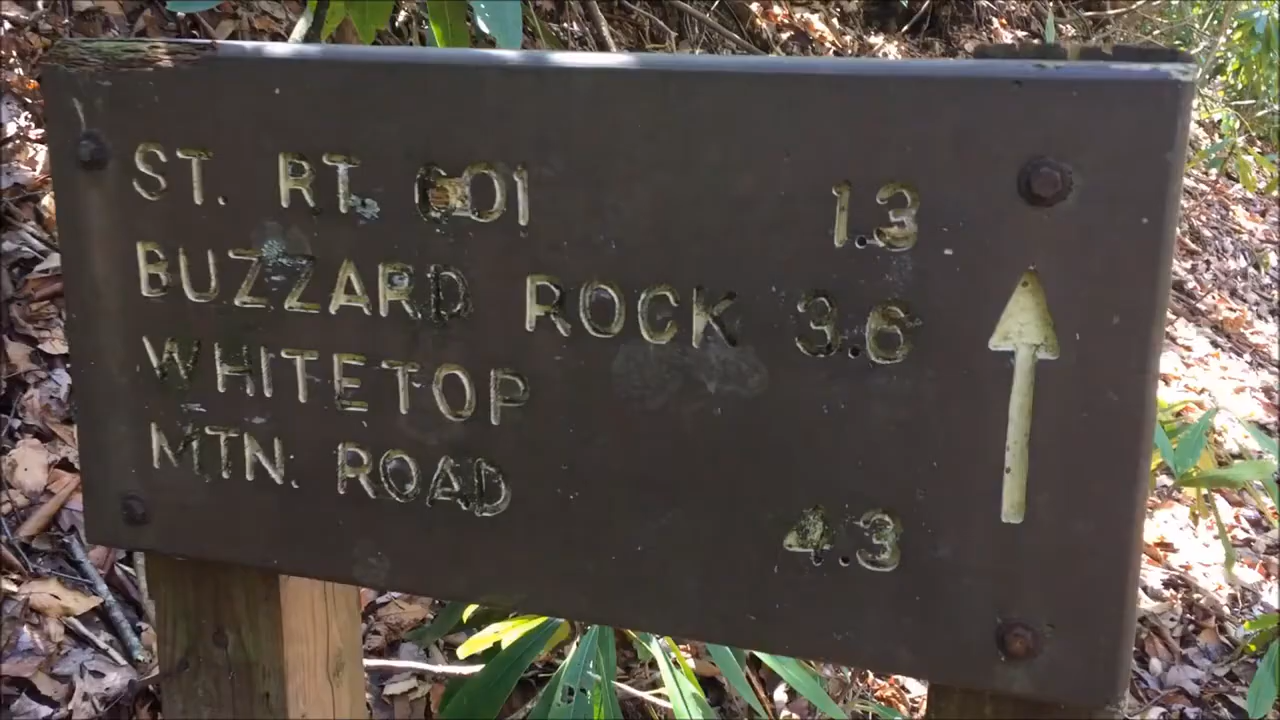 ST. RT. 601 1.3
BUZZARD ROCK 3.6
WHITETOP
MTN. ROAD 4.3